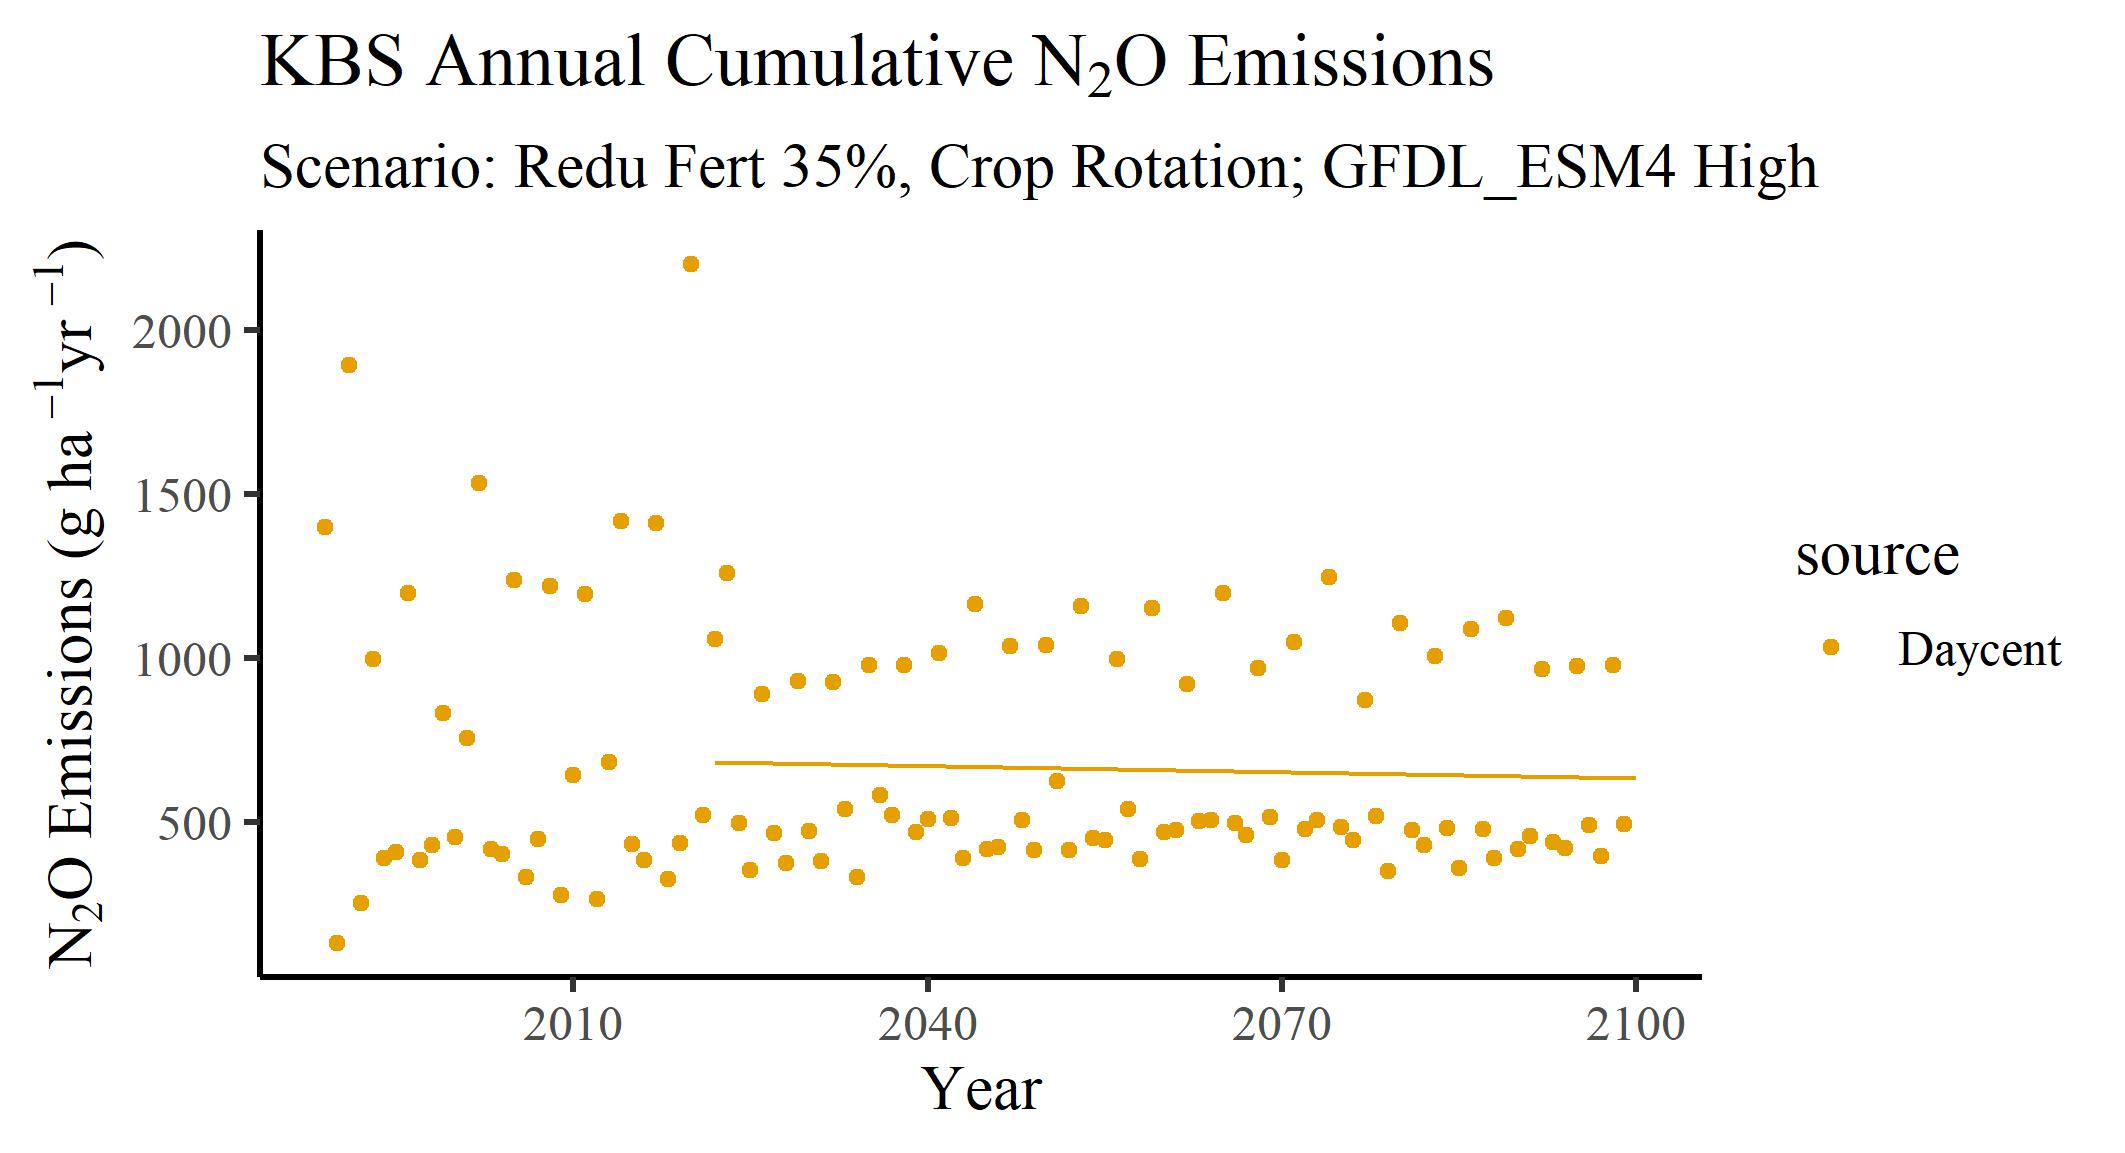 KBS Annual Cumulative N₂O Emissions
Scenario: Redu Fert 35%, Crop Rotation; GFDL_ESM4 High
N₂O Emissions (g ha⁻¹yr⁻¹)
2000
1500
1000
500
2010 2040 2070 2100
Year
source
Daycent